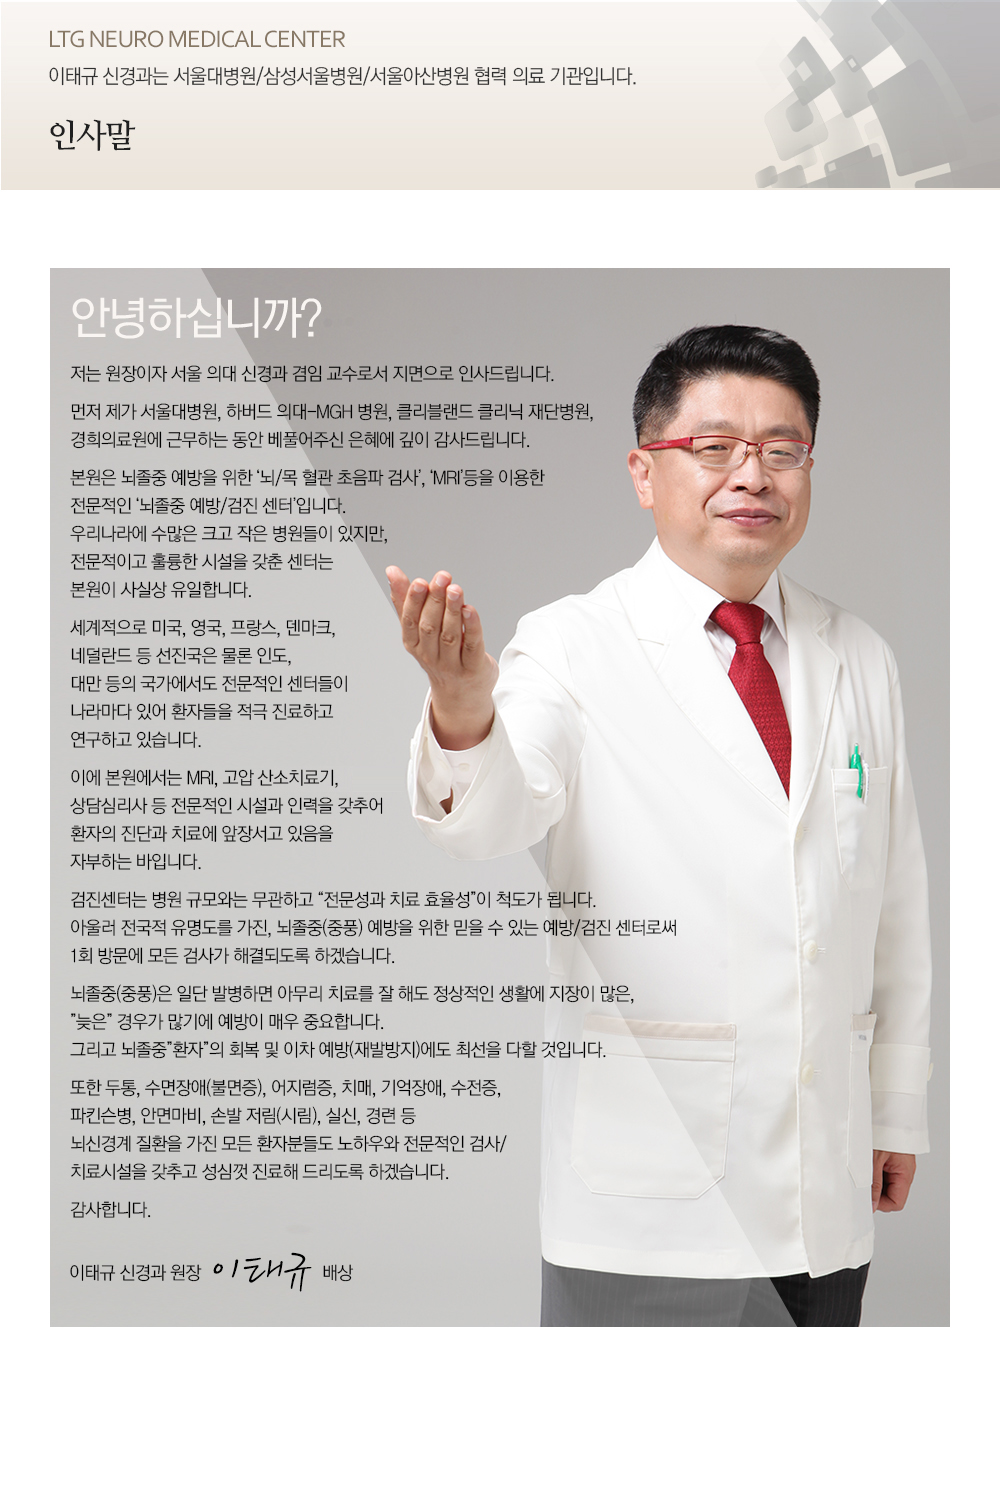 LTG NEURO MEDICAL CENTER
이태규 신경과는 서울대병원/삼성서울병원/서울아산병원 협력 의료 기관입니다.
인사말
안녕하십니까?
저는 원장이자 서울 의대 신경과 겸임 교수로서 지면으로 인사드립니다.
먼저 제가 서울대병원, 하버드 의대-MGH 병원, 클리블랜드 클리닉 재단병원,
경희의료원에 근무하는 동안 베풀어주신 은혜에 깊이 감사드립니다.
본원은 뇌졸중 예방을 위한 ‘뇌/목 혈관 초음파 검사’, ‘MRI’등을 이용한
전문적인 ‘뇌졸중 예방/검진 센터’입니다.
우리나라에 수많은 크고 작은 병원들이 있지만,
전문적이고 훌륭한 시설을 갖춘 센터는
본원이 사실상 유일합니다.
세계적으로 미국, 영국, 프랑스, 덴마크,
네덜란드 등 선진국은 물론 인도,
대만 등의 국가에서도 전문적인 센터들이
나라마다 있어 환자들을 적극 진료하고
연구하고 있습니다.
이에 본원에서는 MRI, 고압 산소치료기,
상담심리사 등 전문적인 시설과 인력을 갖추어
환자의 진단과 치료에 앞장서고 있음을
자부하는 바입니다.
검진센터는 병원 규모와는 무관하고 “전문성과 치료 효율성”이 척도가 됩니다.
아울러 전국적 유명도를 가진, 뇌졸중(중풍) 예방을 위한 믿을 수 있는 예방/검진 센터로써
1회 방문에 모든 검사가 해결되도록 하겠습니다.
뇌졸중(중풍)은 일단 발병하면 아무리 치료를 잘 해도 정상적인 생활에 지장이 많은,
”늦은” 경우가 많기에 예방이 매우 중요합니다.
그리고 뇌졸중”환자”의 회복 및 이차 예방(재발방지)에도 최선을 다할 것입니다.
또한 두통, 수면장애(불면증), 어지럼증, 치매, 기억장애, 수전증,
파킨슨병, 안면마비, 손발 저림(시림), 실신, 경련 등
뇌신경계 질환을 가진 모든 환자분들도 노하우와 전문적인 검사/
치료시설을 갖추고 성심껏 진료해 드리도록 하겠습니다.
감사합니다.
이태규 신경과 원장 이태규 배상